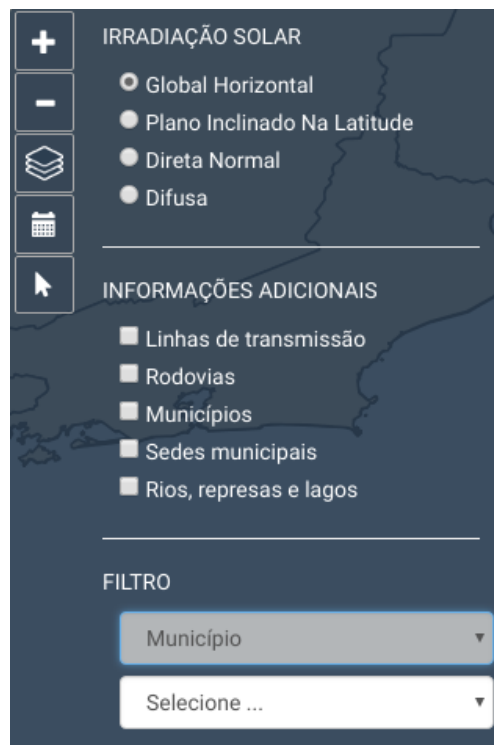 IRRADIAÇÃO SOLAR
Global Horizontal
Plano Inclinado Na Latitude
Direta Normal
Difusa
INFORMAÇÕES ADICIONAIS
Linhas de transmissão
Rodovias
Municípios
Sedes municipais
Rios, represas e lagos
FILTRO
Município
Selecione ...